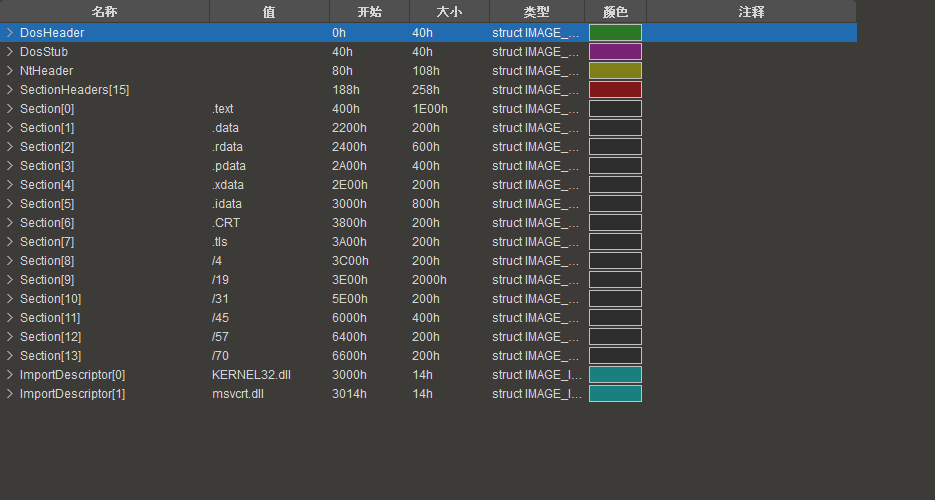 名称 值 开始 大小 类型 颜色 注释
DosHeader 0h 40h struct IMAGE_...
DosStub 40h 40h struct IMAGE_...
NtHeader 80h 108h struct IMAGE_...
SectionHeaders[15] 188h 258h struct IMAGE_...
Section[0] .text 400h 1E00h struct IMAGE_...
Section[1] .data 2200h 200h struct IMAGE_...
Section[2] .rdata 2400h 600h struct IMAGE_...
Section[3] .pdata 2A00h 400h struct IMAGE_...
Section[4] .xdata 2E00h 200h struct IMAGE_...
Section[5] .idata 3000h 800h struct IMAGE_...
Section[6] .CRT 3800h 200h struct IMAGE_...
Section[7] .tls 3A00h 200h struct IMAGE_...
Section[8] /4 3C00h 200h struct IMAGE_...
Section[9] /19 3E00h 2000h struct IMAGE_...
Section[10] /31 5E00h 200h struct IMAGE_...
Section[11] /45 6000h 400h struct IMAGE_...
Section[12] /57 6400h 200h struct IMAGE_...
Section[13] /70 6600h 200h struct IMAGE_...
ImportDescriptor[0] KERNEL32.dll 3000h 14h struct IMAGE_I...
ImportDescriptor[1] msvcrt.dll 3014h 14h struct IMAGE_I...